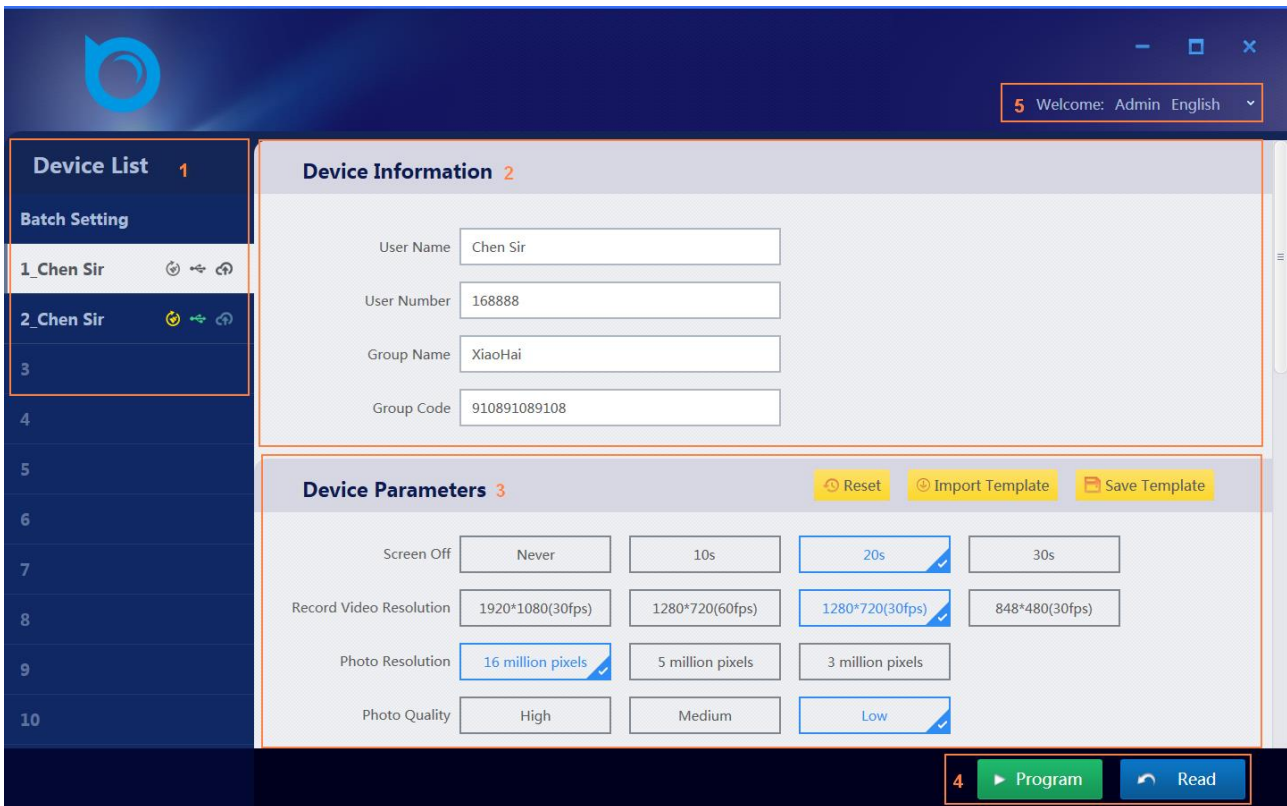 5 Welcome: Admin English
Device List 1
Batch Setting
1_Chen Sir
2_Chen Sir
3
4
5
6
7
8
9
10
Device Information 2
User Name Chen Sir
User Number 168888
Group Name XiaoHai
Group Code 910891089108
Device Parameters 3 Reset Import Template Save Template
Screen Off Never 10s 20s 30s
Record Video Resolution 1920*1080(30fps) 1280*720(60fps) 1280*720(30fps) 848*480(30fps)
Photo Resolution 16 million pixels 5 million pixels 3 million pixels
Photo Quality High Medium Low
4 Program Read